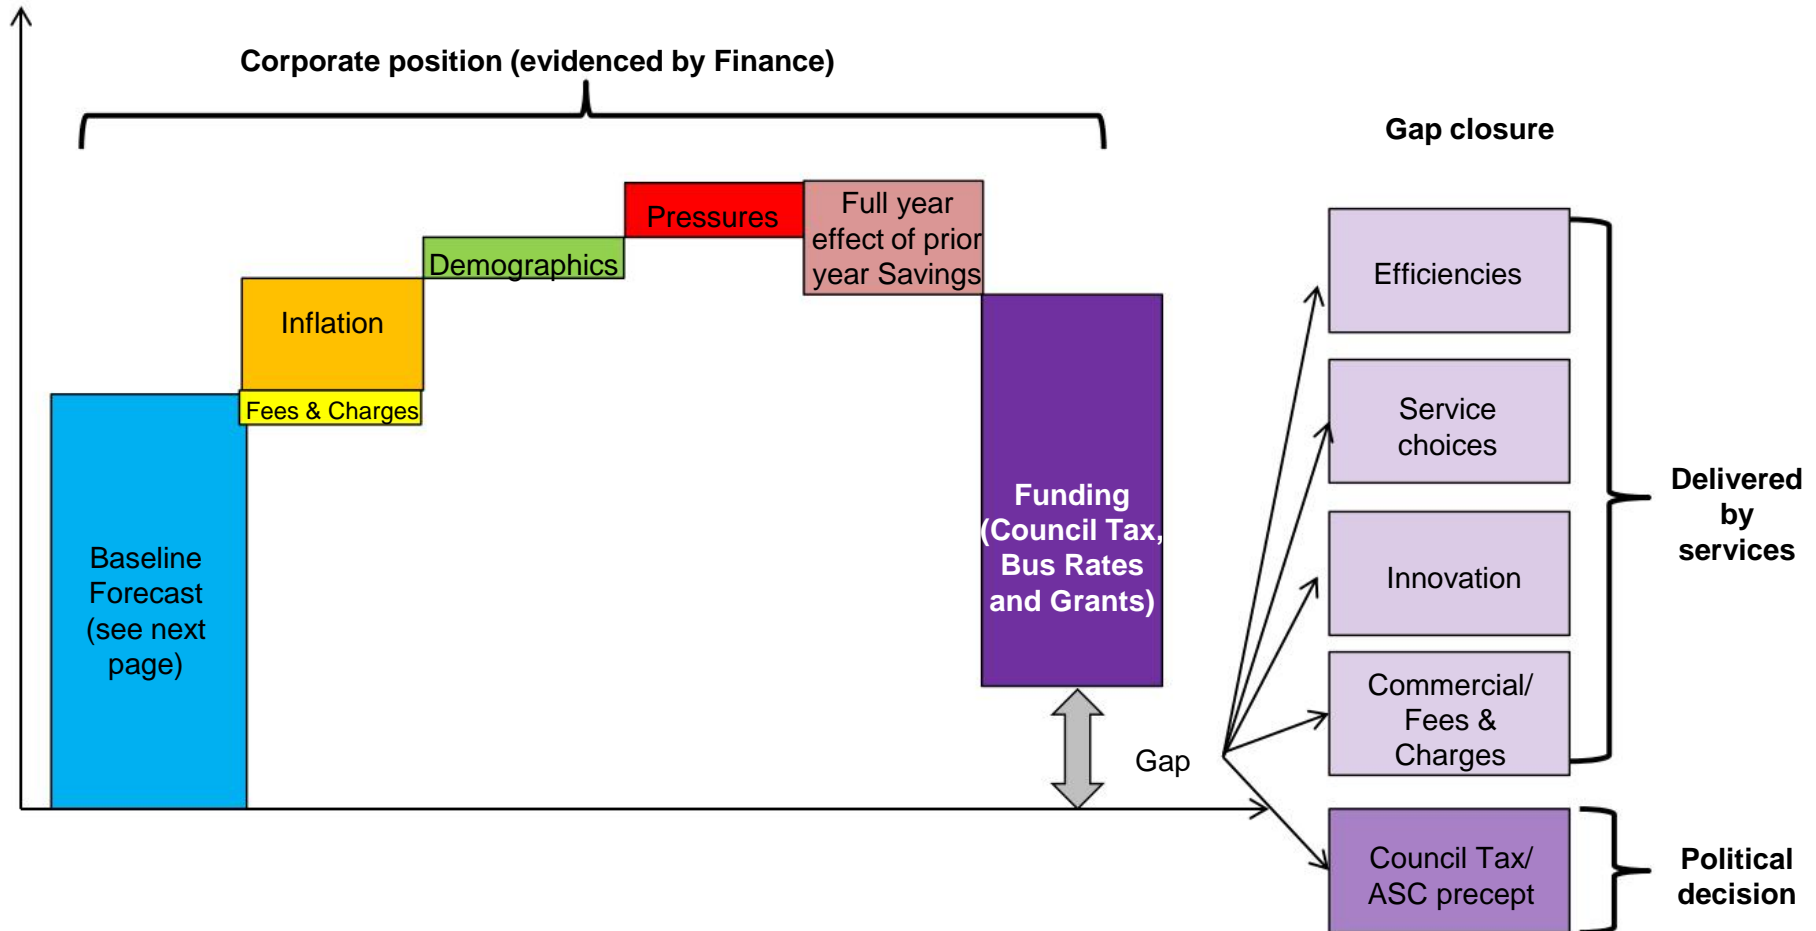 Corporate position (evidenced by Finance)
Gap closure
Baseline
Forecast
(see next
page)
Inflation
Fees & Charges
Demographics
Pressures
Full year
effect of prior
year Savings
Funding
(Council Tax,
Bus Rates
and Grants)
Gap
Efficiencies
Service
choices
Innovation
Commercial/
Fees &
Charges
Council Tax/
ASC precept
Delivered
by
services
Political
decision